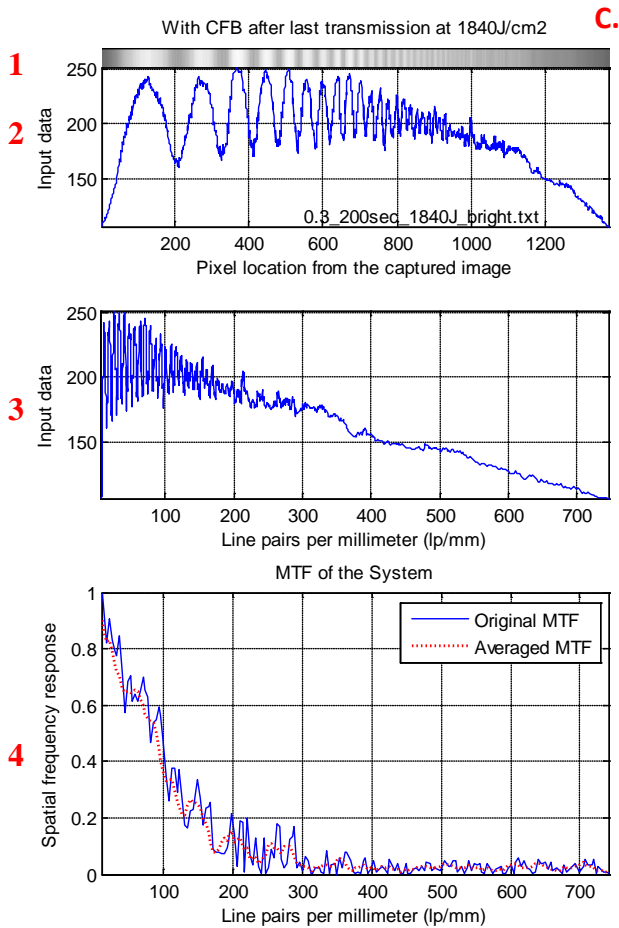 With CFB after last transmission at 1840J/cm2
C.
1
2
250
200
150
Input data
0.3_200sec_1840J_bright.txt
200 400 600 800 1000 1200
Pixel location from the captured image
3
250
200
150
Input data
100 200 300 400 500 600 700
Line pairs per millimeter (lp/mm)
MTF of the System
4
1
0.8
0.6
0.4
0.2
0
Spatial frequency response
Original MTF
Averaged MTF
100 200 300 400 500 600 700
Line pairs per millimeter (lp/mm)